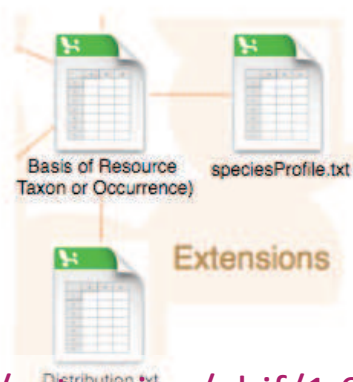 Basis of Resource
Taxon or Occurrence)
speciesProfile.txt
Extensions
Distribution.txt